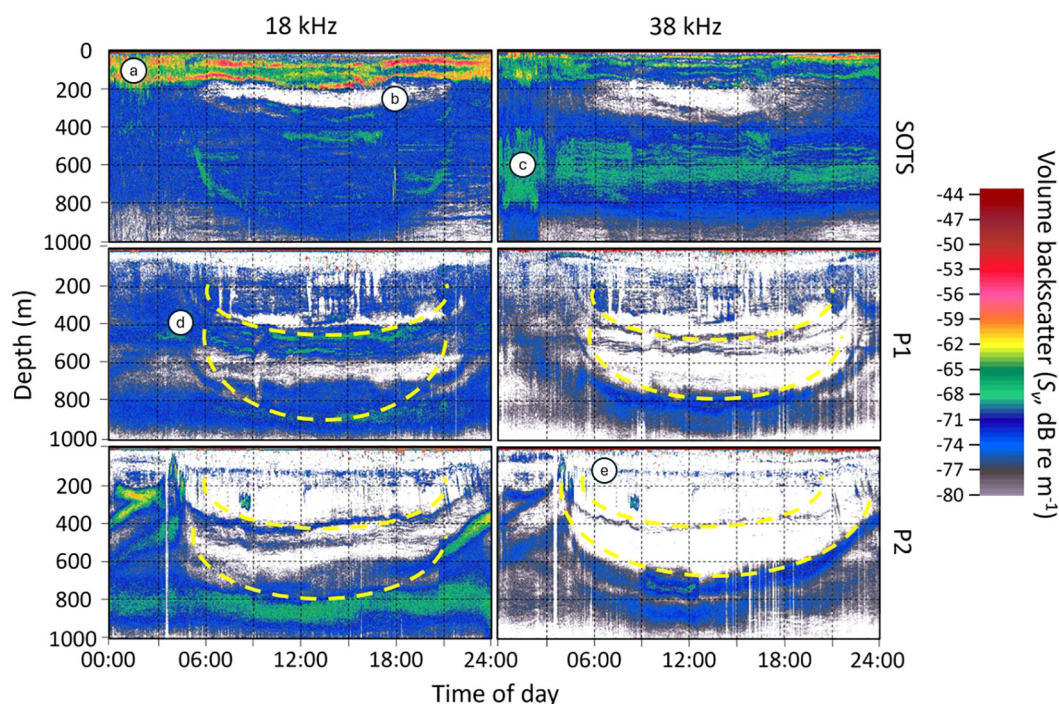 18 kHz
38 kHz
0
200
400
600
800
1000
a
b
c
SOTS
200
400
600
800
1000
d
P1
200
400
600
800
1000
e
P2
Depth (m)
00:00
06:00
12:00
18:00
24:00
06:00
12:00
18:00
24:00
Time of day
-44
-47
-50
-53
-56
-59
-62
-65
-68
-71
-74
-77
-80
Volume backscatter (Sv dB re m-1)